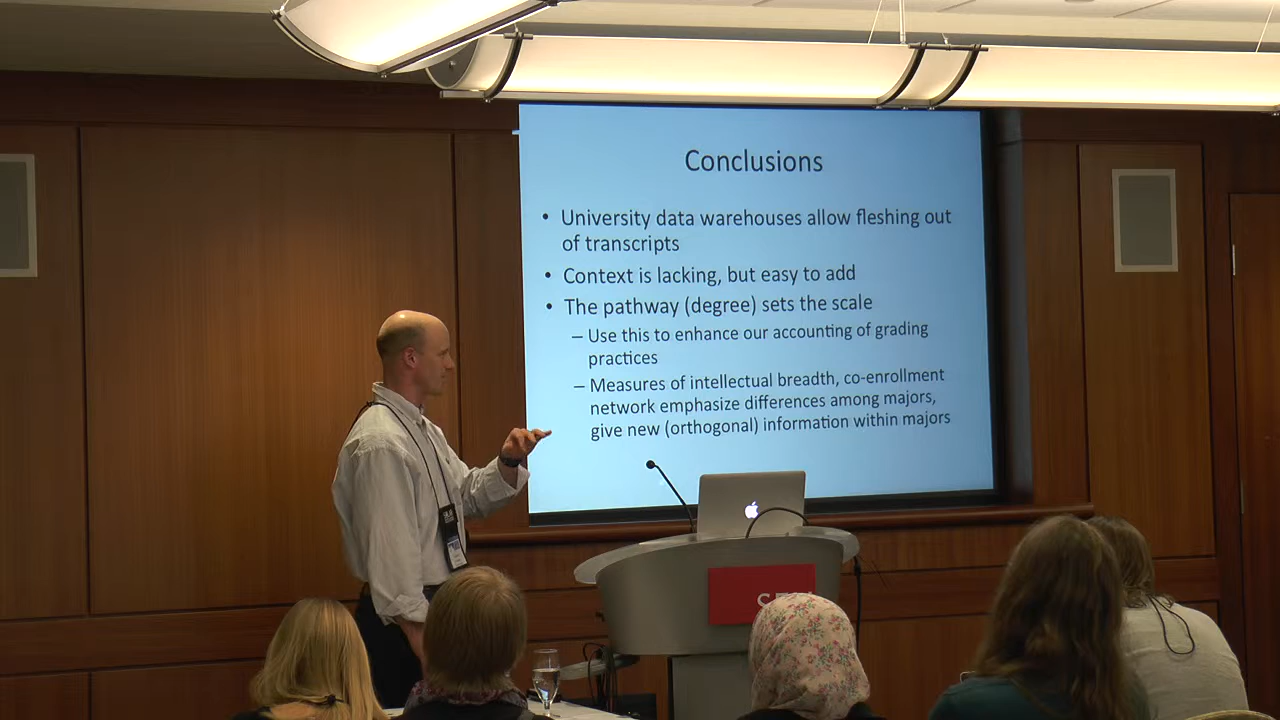 Conclusions
• University data warehouses allow fleshing out
of transcripts
• Context is lacking, but easy to add
• The pathway (degree) sets the scale
– Use this to enhance our accounting of grading
practices
– Measures of intellectual breadth, co-enrollment
network emphasize differences among majors,
give new (orthogonal) information within majors